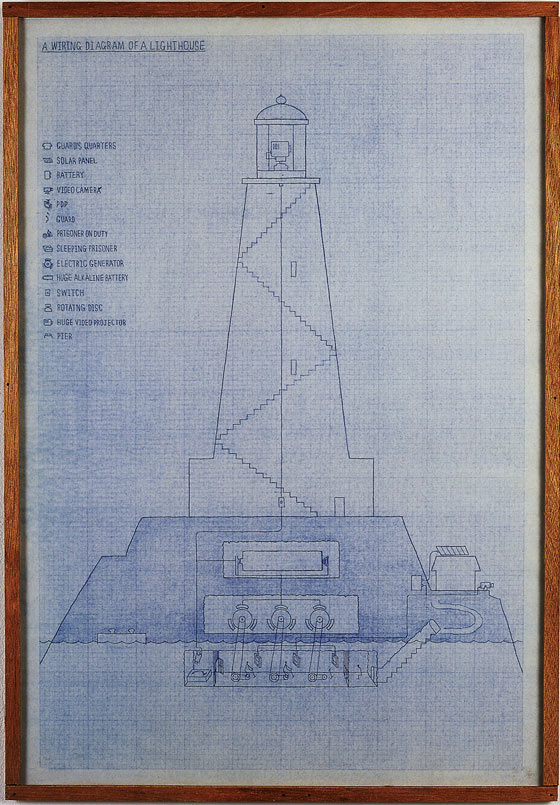 A WIRING DIAGRAM OF A LIGHTHOUSE
GUARD'S QUARTERS
SOLAR PANEL
BATTERY
VIDEO CAMERA
PDP
GUARD
PRISONER ON DUTY
SLEEPING PRISONER
ELECTRIC GENERATOR
HUGE ALKALINE BATTERY
SWITCH
ROTATING DISC
HUGE VIDEO PROJECTOR
PIER